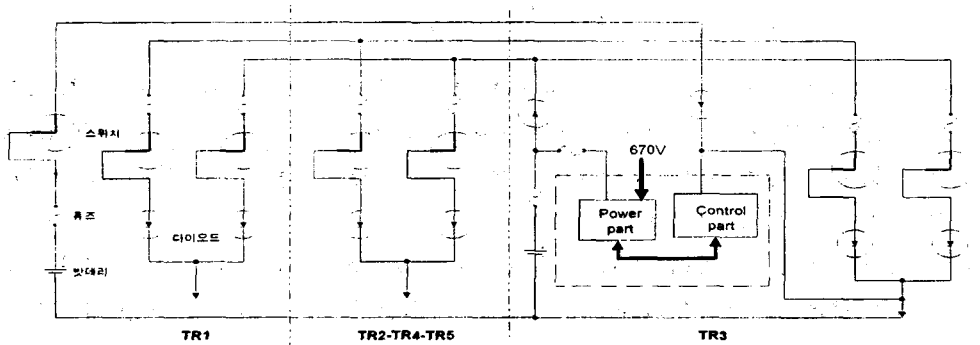 스위치
퓨즈
다이오드
밧데리
670V
Power
part
Control
part
TR1
TR2-TR4-TR5
TR3